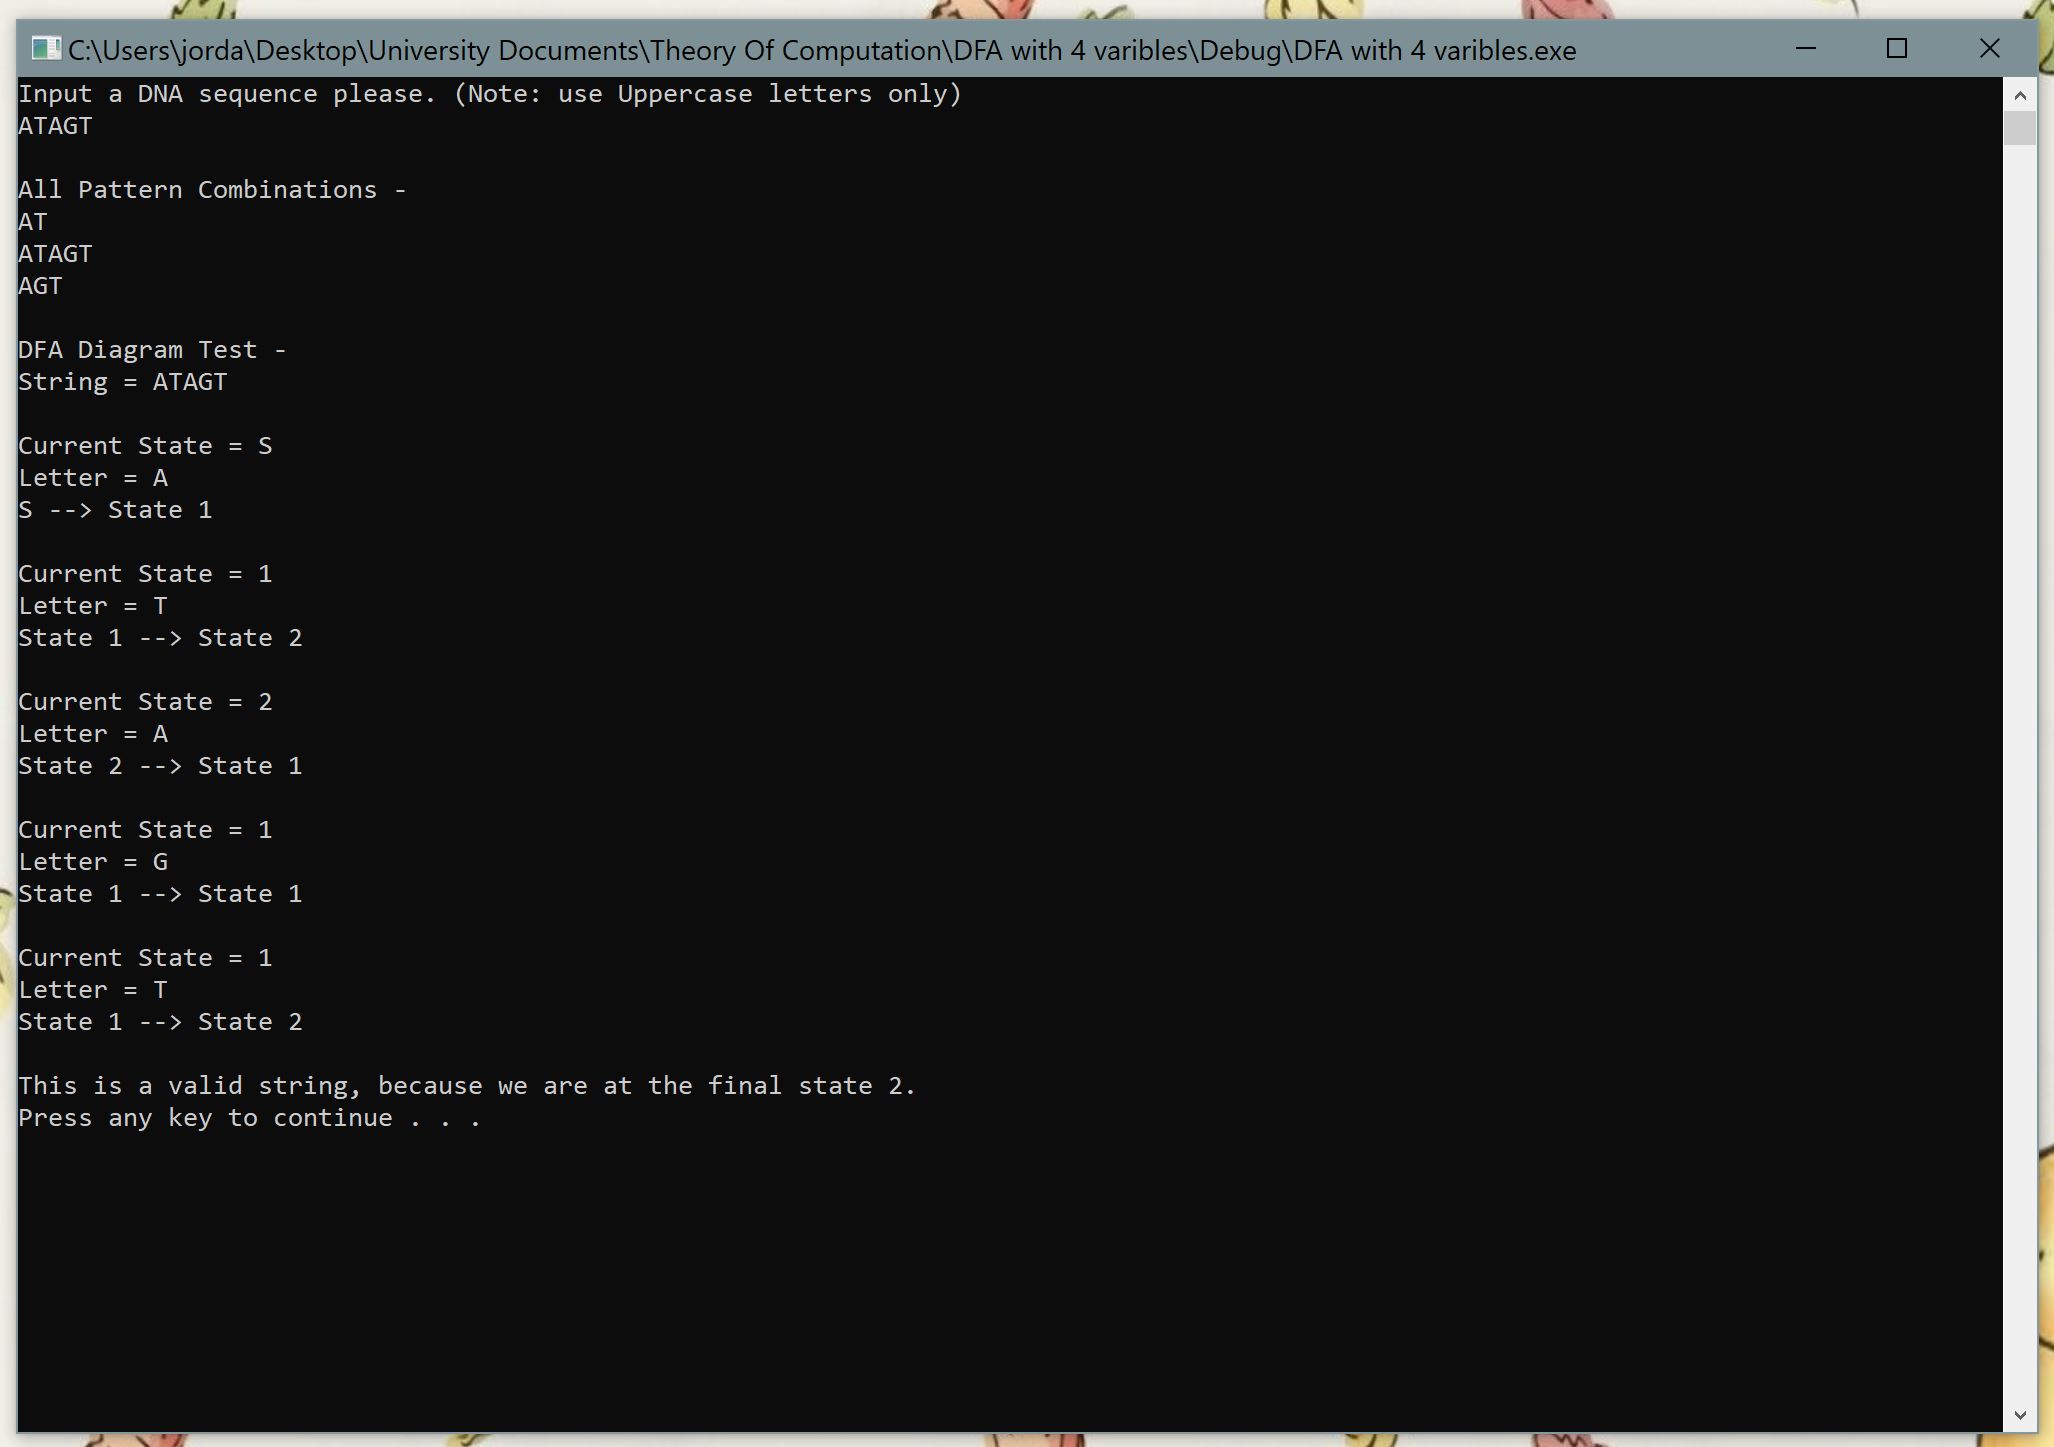 C:\Users\jorda\Desktop\University Documents\Theory Of Computation\DFA with 4 varibles\Debug\DFA with 4 varibles.exe
Input a DNA sequence please. (Note: use Uppercase letters only)
ATAGT
All Pattern Combinations -
AT
ATAGT
AGT
DFA Diagram Test -
String = ATAGT
Current State = S
Letter = A
S --> State 1
Current State = 1
Letter = T
State 1 --> State 2
Current State = 2
Letter = A
State 2 --> State 1
Current State = 1
Letter = G
State 1 --> State 1
Current State = 1
Letter = T
State 1 --> State 2
This is a valid string, because we are at the final state 2.
Press any key to continue . . .